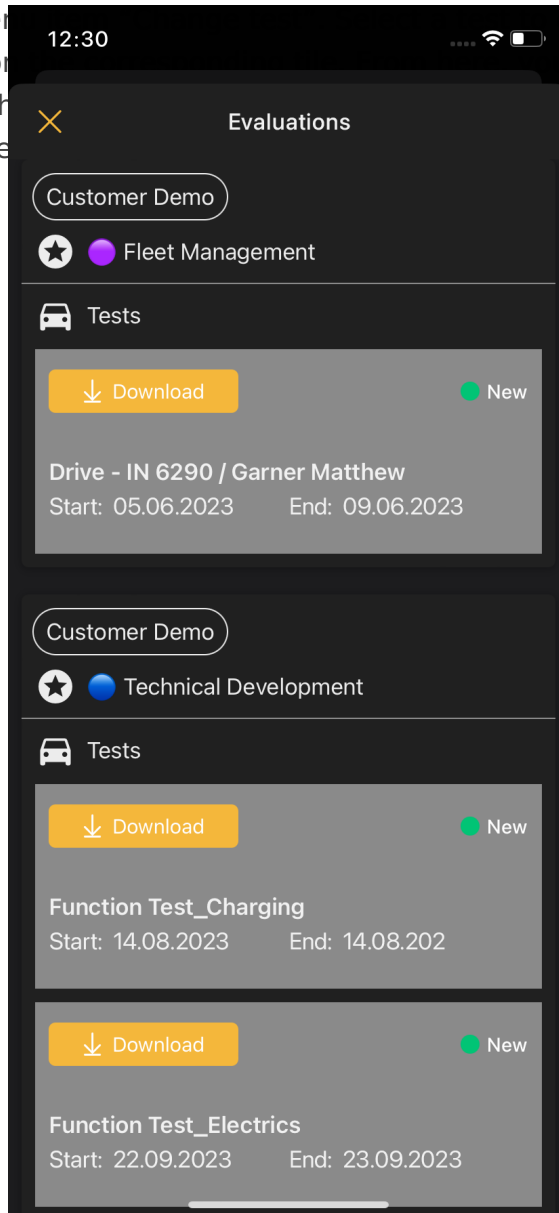 12:30
Evaluations
Customer Demo
Fleet Management
Tests
Download
New
Drive - IN 6290 / Garner Matthew
Start: 05.06.2023 End: 09.06.2023
Customer Demo
Technical Development
Tests
Download
New
Function Test_Charging
Start: 14.08.2023 End: 14.08.202
Download
New
Function Test_Electrics
Start: 22.09.2023 End: 23.09.2023